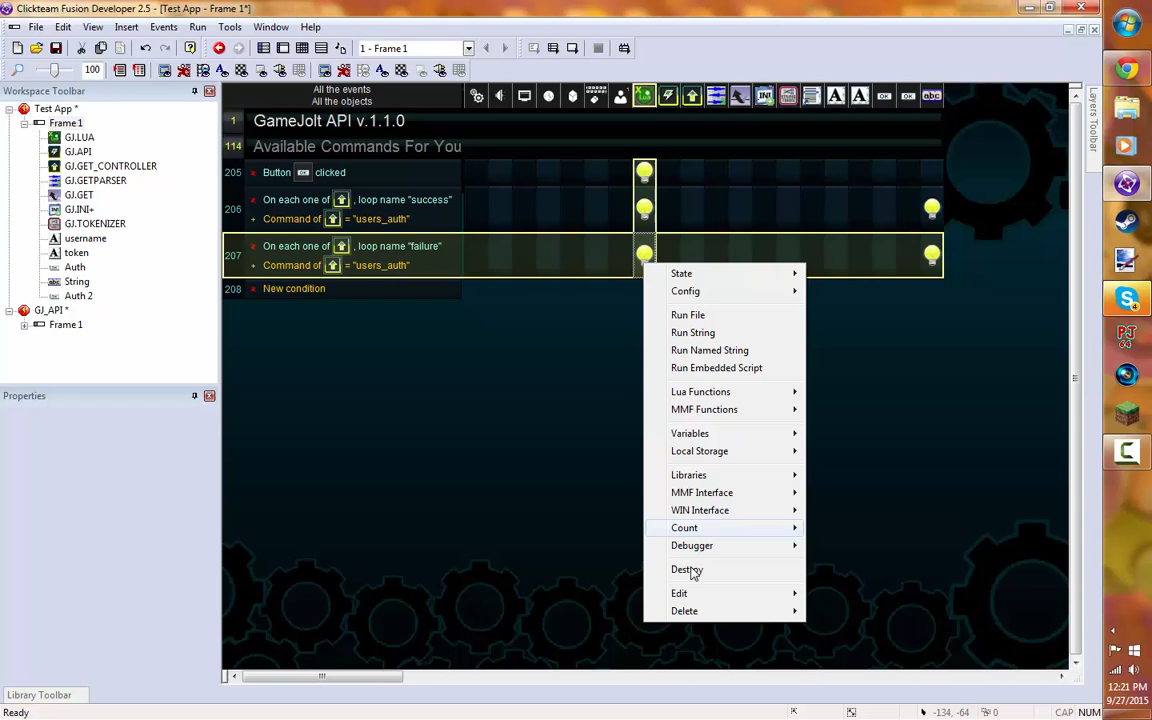 Clickteam Fusion Developer 2.5 - [Test App - Frame 1*]
File Edit View Insert Events Run Tools Window Help
1 - Frame 1
100
Workspace Toolbar
Test App *
Frame 1
GJ.LUA
GJ.API
GJ.GET_CONTROLLER
GJ.GETPARSER
GJ.GET
GJ.INI+
GJ.TOKENIZER
username
token
Auth
String
Auth 2
GJ_API *
Frame 1
Properties
Library Toolbar
Ready
All the events
All the objects
1 GameJolt API v.1.1.0
114 Available Commands For You
205 Button OK clicked
206 On each one of , loop name "success"
+ Command of = "users_auth"
207 On each one of , loop name "failure"
+ Command of = "users_auth"
208 New condition
State
Config
Run File
Run String
Run Named String
Run Embedded Script
Lua Functions
MMF Functions
Variables
Local Storage
Libraries
MMF Interface
WIN Interface
Count
Debugger
Destroy
Edit
Delete
Layers Toolbar
-134, -64
0
CAP NUM
12:21 PM
9/27/2015